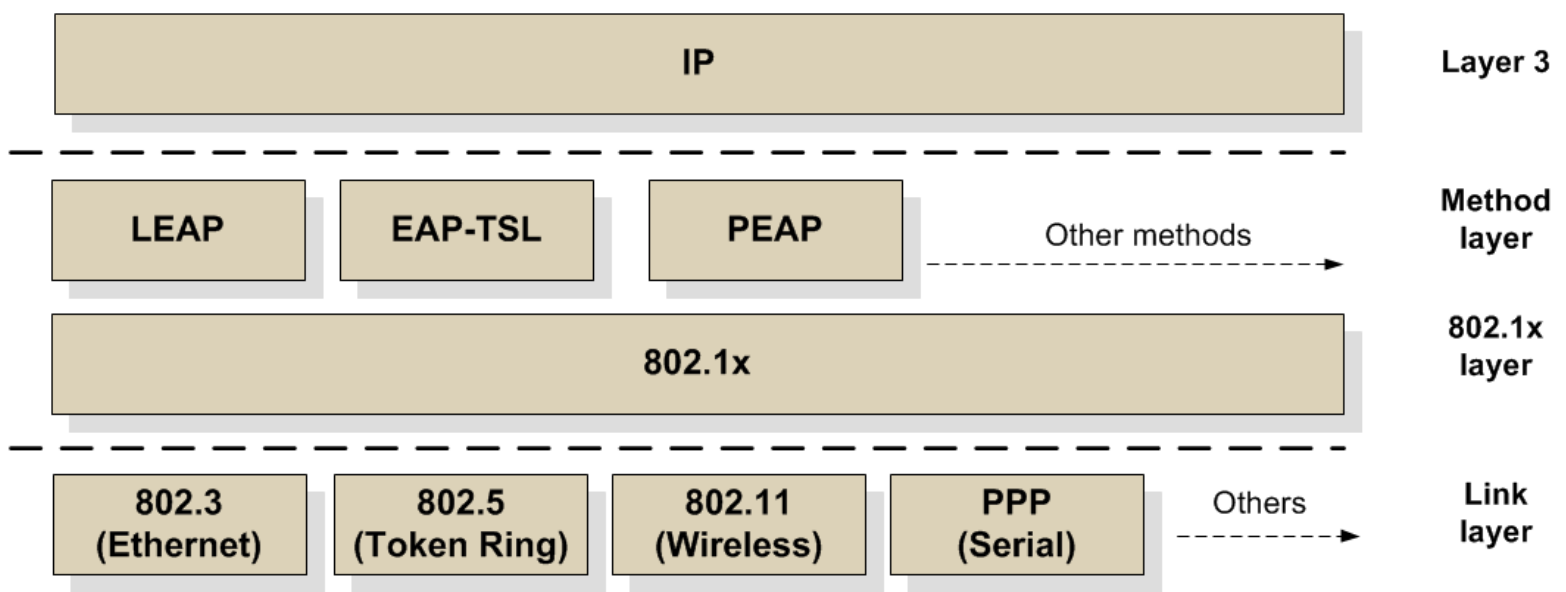 IP
Layer 3
LEAP
EAP-TSL
PEAP
Other methods
Method
layer
802.1x
802.1x
layer
802.3
(Ethernet)
802.5
(Token Ring)
802.11
(Wireless)
PPP
(Serial)
Others
Link
layer